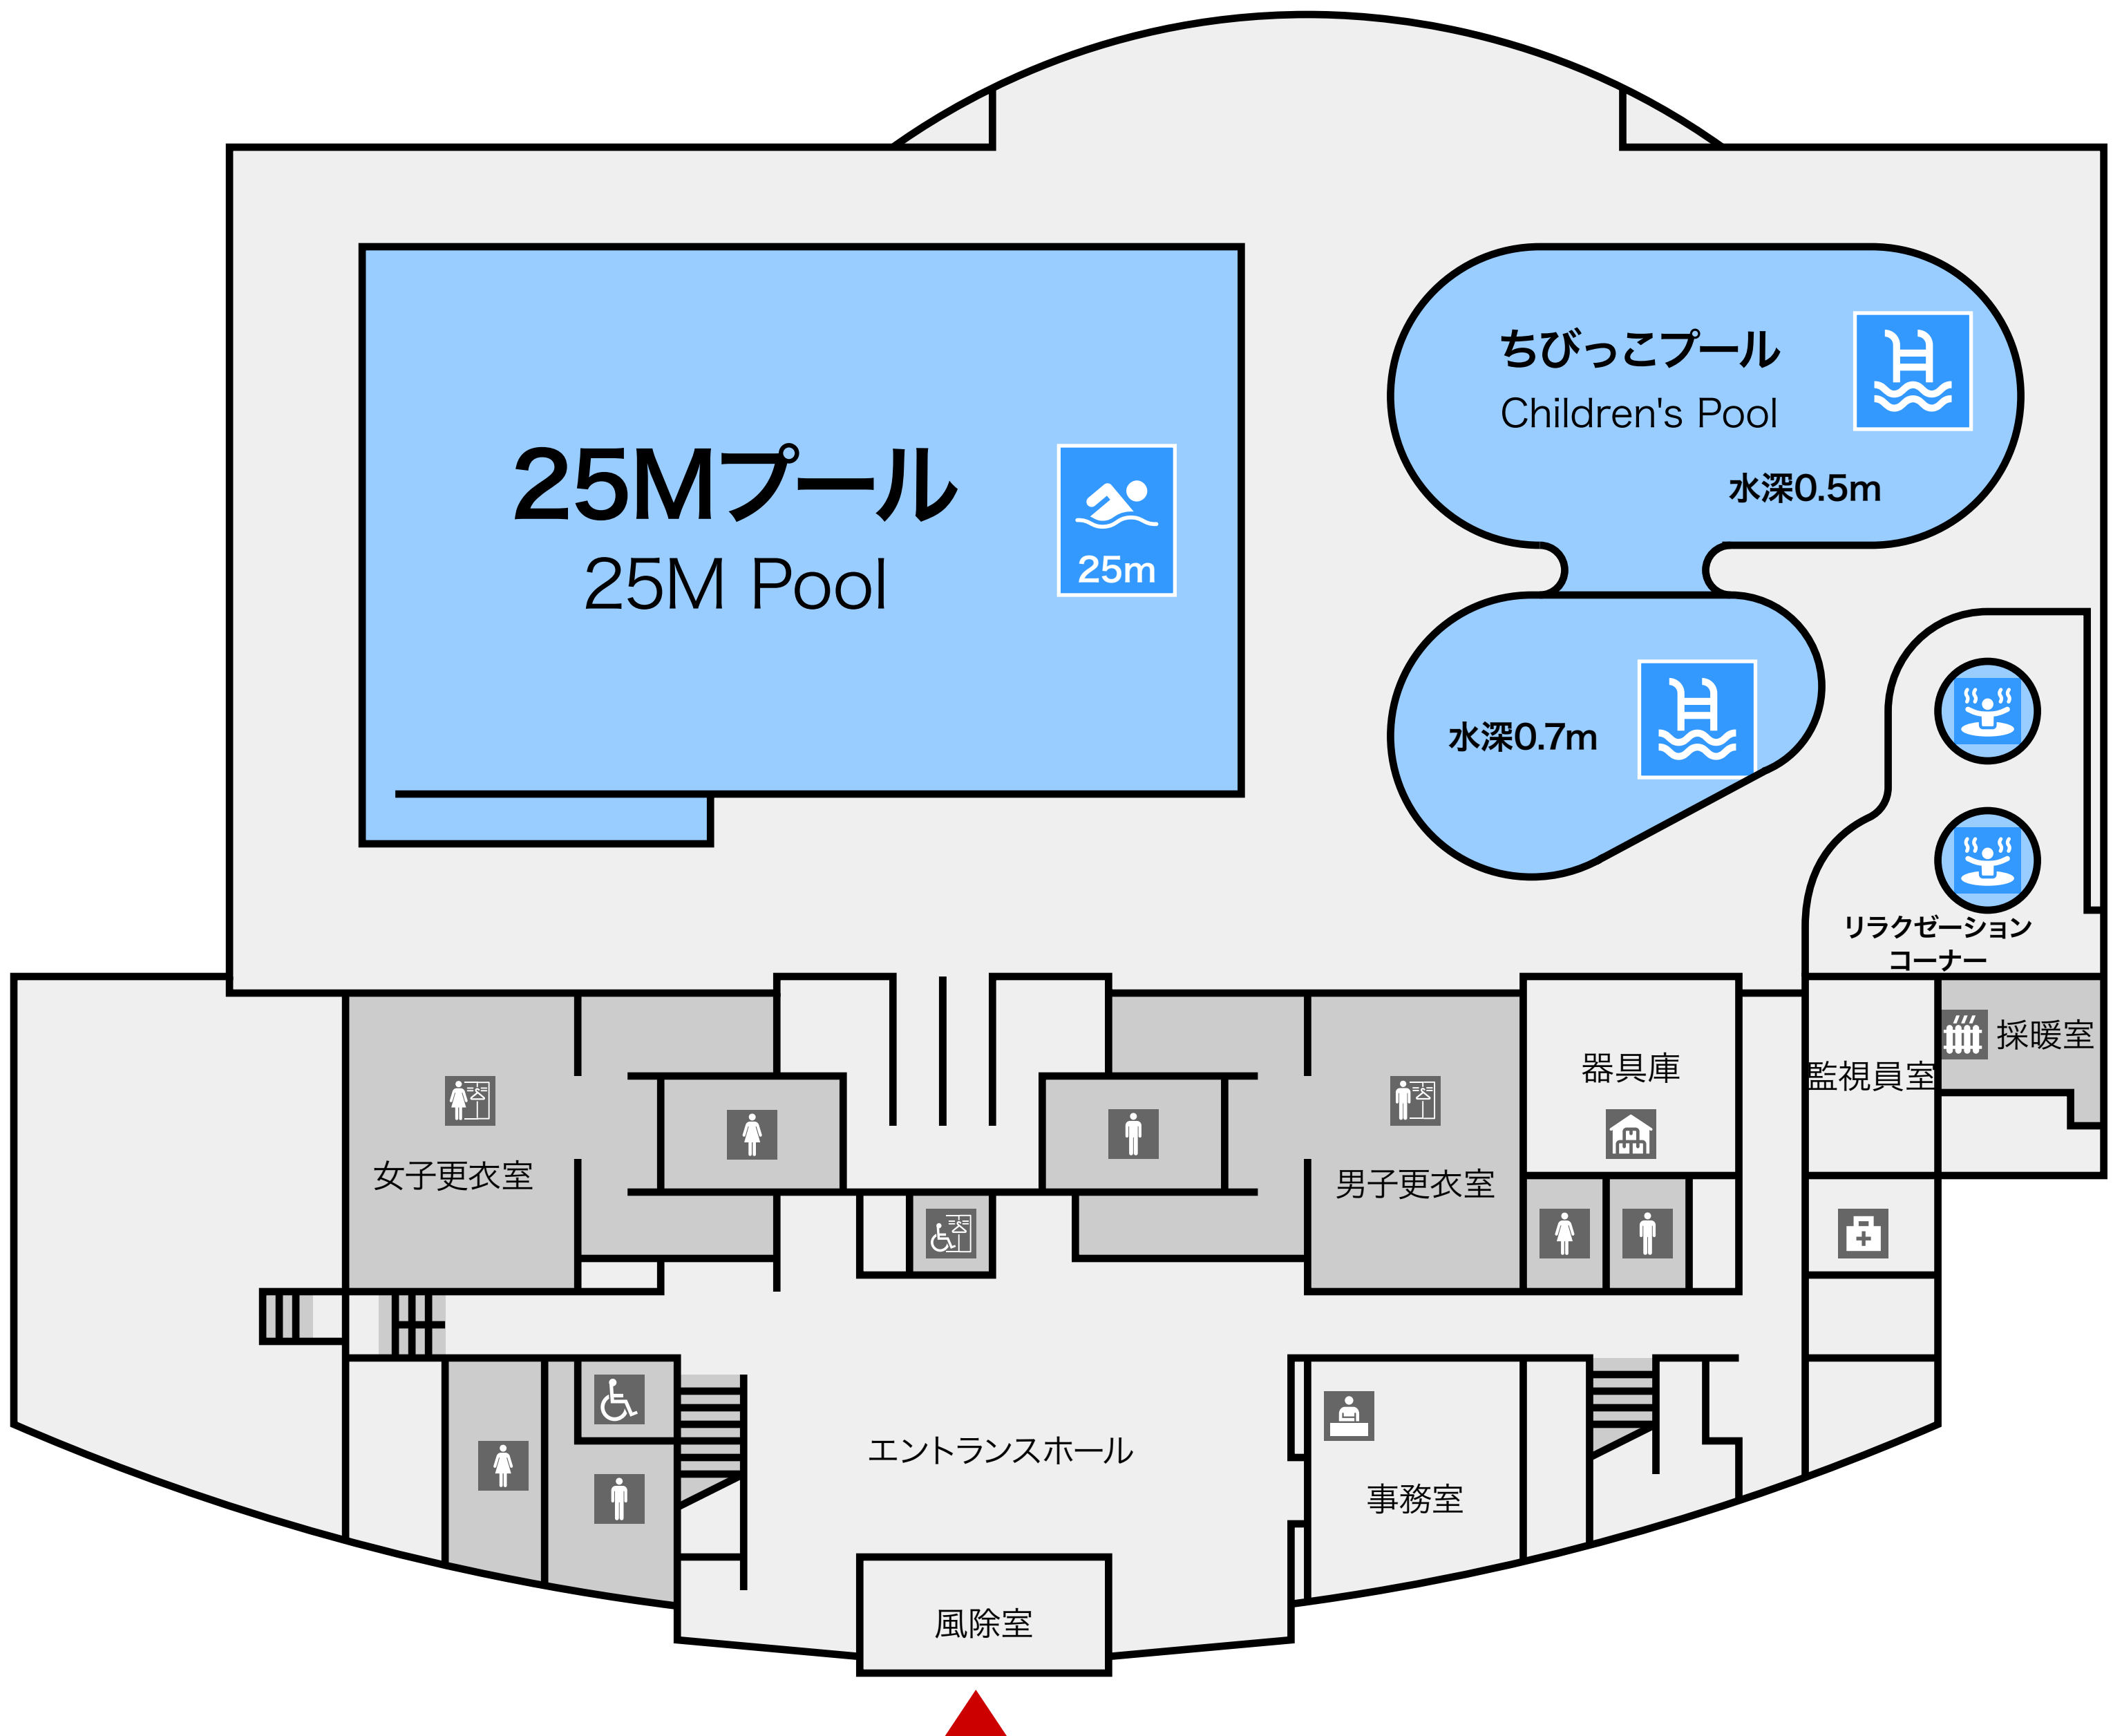 25Mプール
25M Pool
25m
ちびっこプール
Children's Pool
水深0.5m
水深0.7m
リラクゼーション
コーナー
採暖室
監視員室
器具庫
女子更衣室
男子更衣室
エントランスホール
事務室
風除室